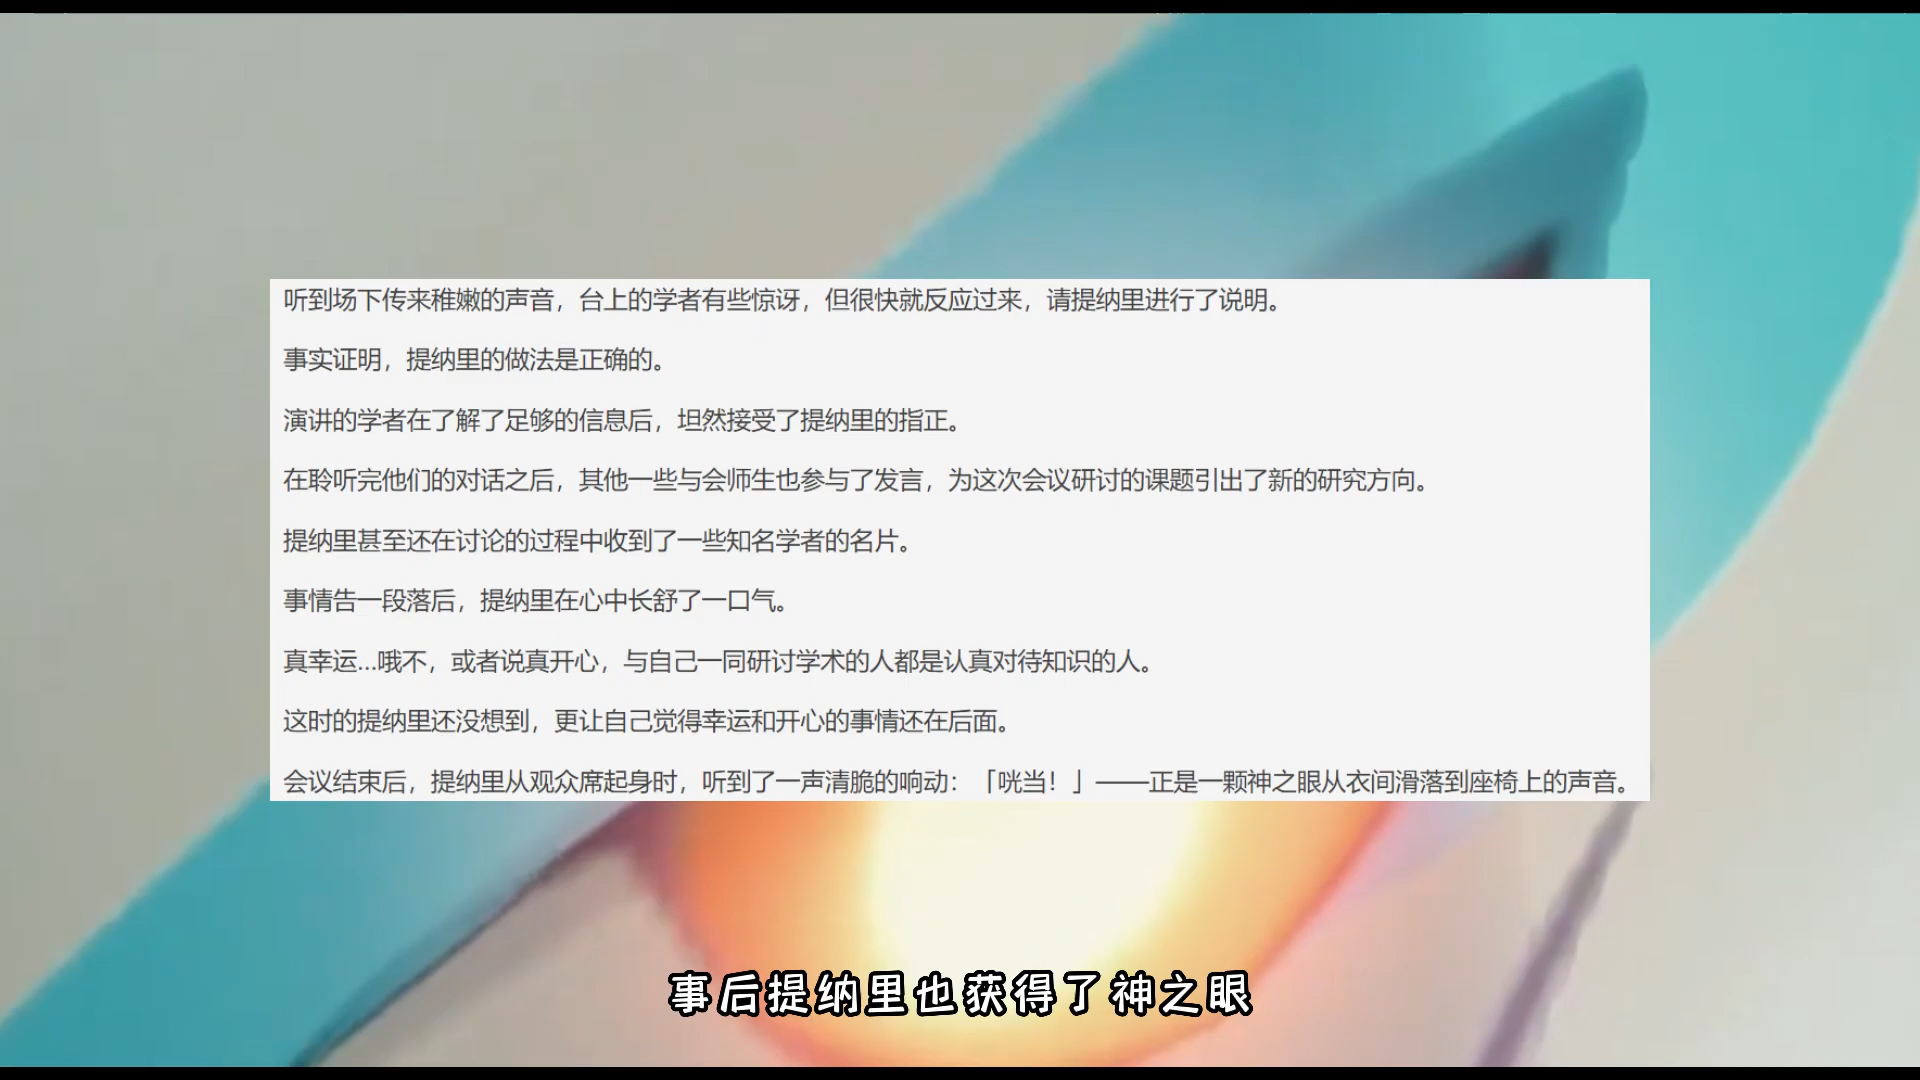 听到场下传来稚嫩的声音，台上的学者有些惊讶，但很快就反应过来，请提纳里进行了说明。
事实证明，提纳里的做法是正确的。
演讲的学者在了解了足够的信息后，坦然接受了提纳里的指正。
在聆听完他们的对话之后，其他一些与会师生也参与了发言，为这次会议研讨的课题引出了新的研究方向。
提纳里甚至还在讨论的过程中收到了一些知名学者的名片。
事情告一段落后，提纳里在心中长舒了一口气。
真幸运…哦不，或者说真开心，与自己一同研讨学术的人都是认真对待知识的人。
这时的提纳里还没想到，更让自己觉得幸运和开心的事情还在后面。
会议结束后，提纳里从观众席起身时，听到了一声清脆的响动：「咣当！」——正是一颗神之眼从衣间滑落到座椅上的声音。
事后提纳里也获得了神之眼